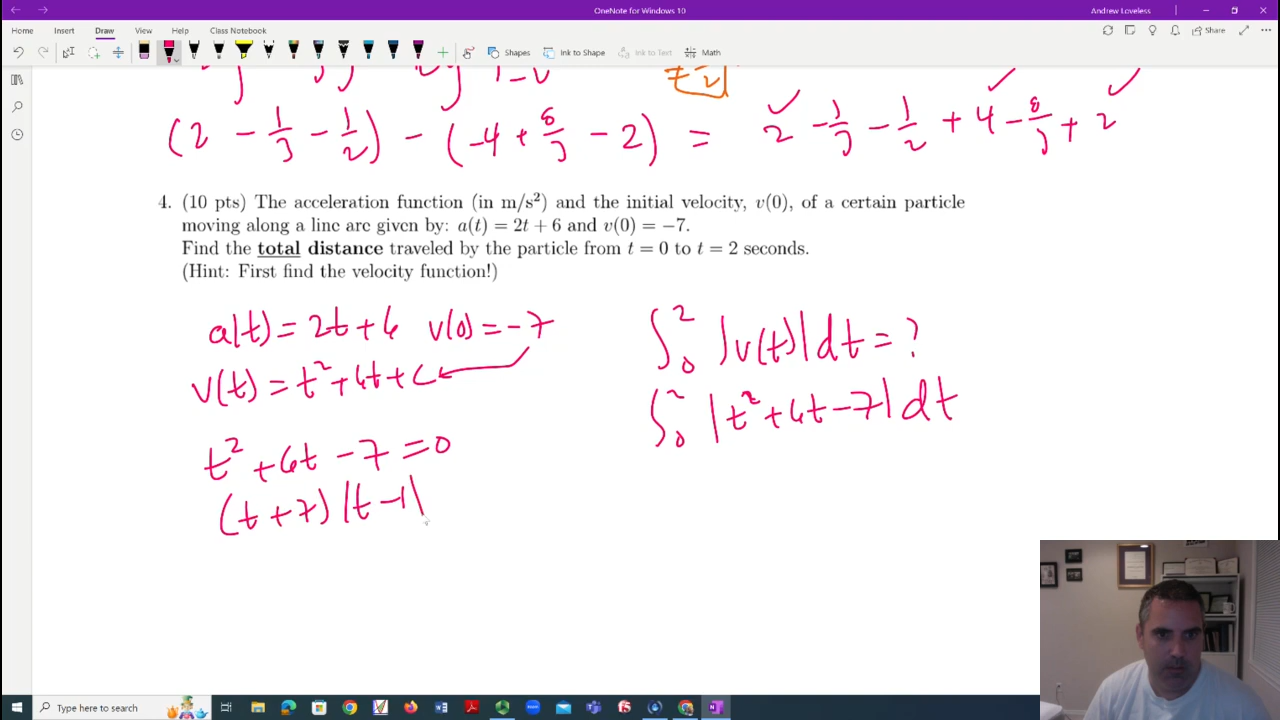 OneNote for Windows 10
Andrew Loveless
Home Insert Draw View Help Class Notebook
Shapes Ink to Shape Ink to Text Math Share
(2 - 1/3 - 1/2) - (-4 + 8/3 - 2) = 2 - 1/3 - 1/2 + 4 - 8/3 + 2
4. (10 pts) The acceleration function (in m/s²) and the initial velocity, v(0), of a certain particle
moving along a line are given by: a(t) = 2t + 6 and v(0) = −7.
Find the total distance traveled by the particle from t = 0 to t = 2 seconds.
(Hint: First find the velocity function!)
a(t) = 2t + 6 v(0) = -7
v(t) = t² + 6t + C
t² + 6t - 7 = 0
(t + 7)(t - 1)
∫₀² |v(t)| dt = ?
∫₀² |t² + 6t - 7| dt
Type here to search